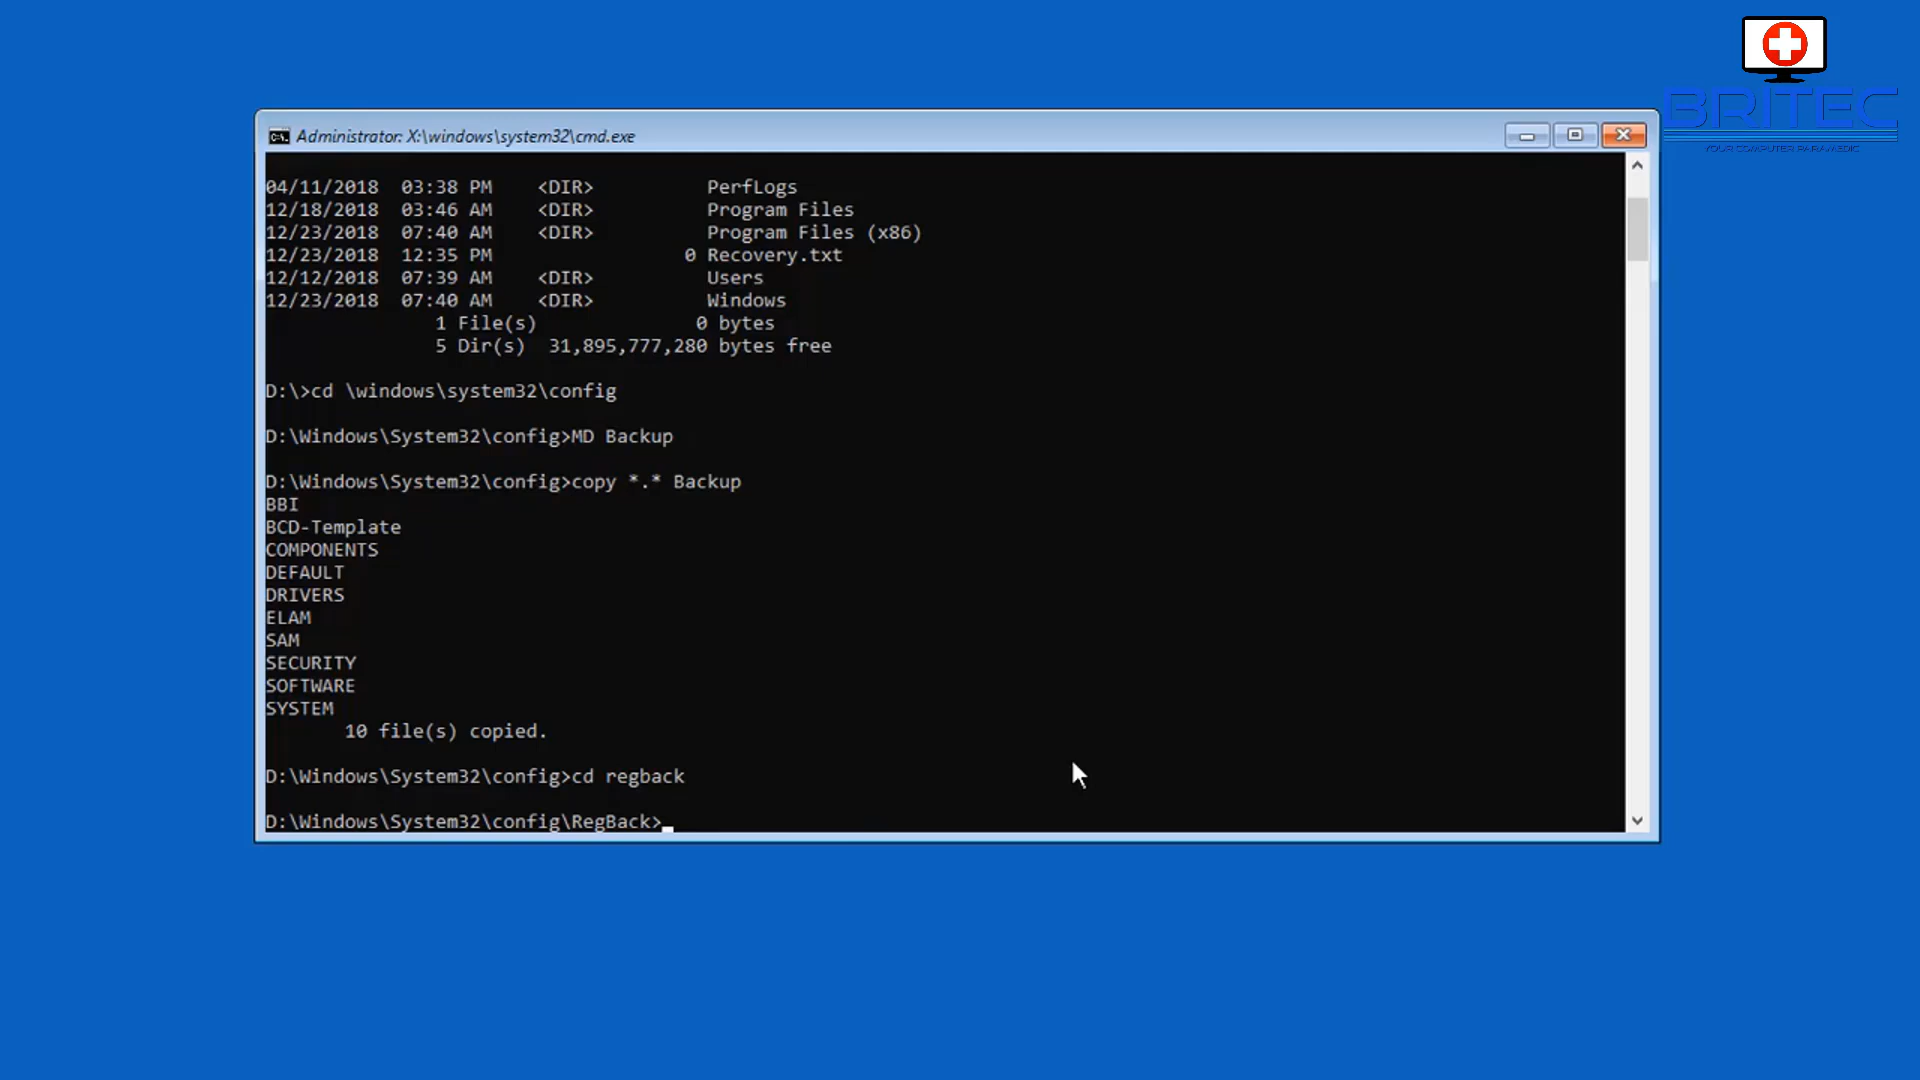 BRITEC
YOUR COMPUTER PARAMEDIC
Administrator: X:\windows\system32\cmd.exe
04/11/2018  03:38 PM    <DIR>          PerfLogs
12/18/2018  03:46 AM    <DIR>          Program Files
12/23/2018  07:40 AM    <DIR>          Program Files (x86)
12/23/2018  12:35 PM                 0 Recovery.txt
12/12/2018  07:39 AM    <DIR>          Users
12/23/2018  07:40 AM    <DIR>          Windows
               1 File(s)              0 bytes
               5 Dir(s)  31,895,777,280 bytes free
D:\>cd \windows\system32\config
D:\Windows\System32\config>MD Backup
D:\Windows\System32\config>copy *.* Backup
BBI
BCD-Template
COMPONENTS
DEFAULT
DRIVERS
ELAM
SAM
SECURITY
SOFTWARE
SYSTEM
       10 file(s) copied.
D:\Windows\System32\config>cd regback
D:\Windows\System32\config\RegBack>